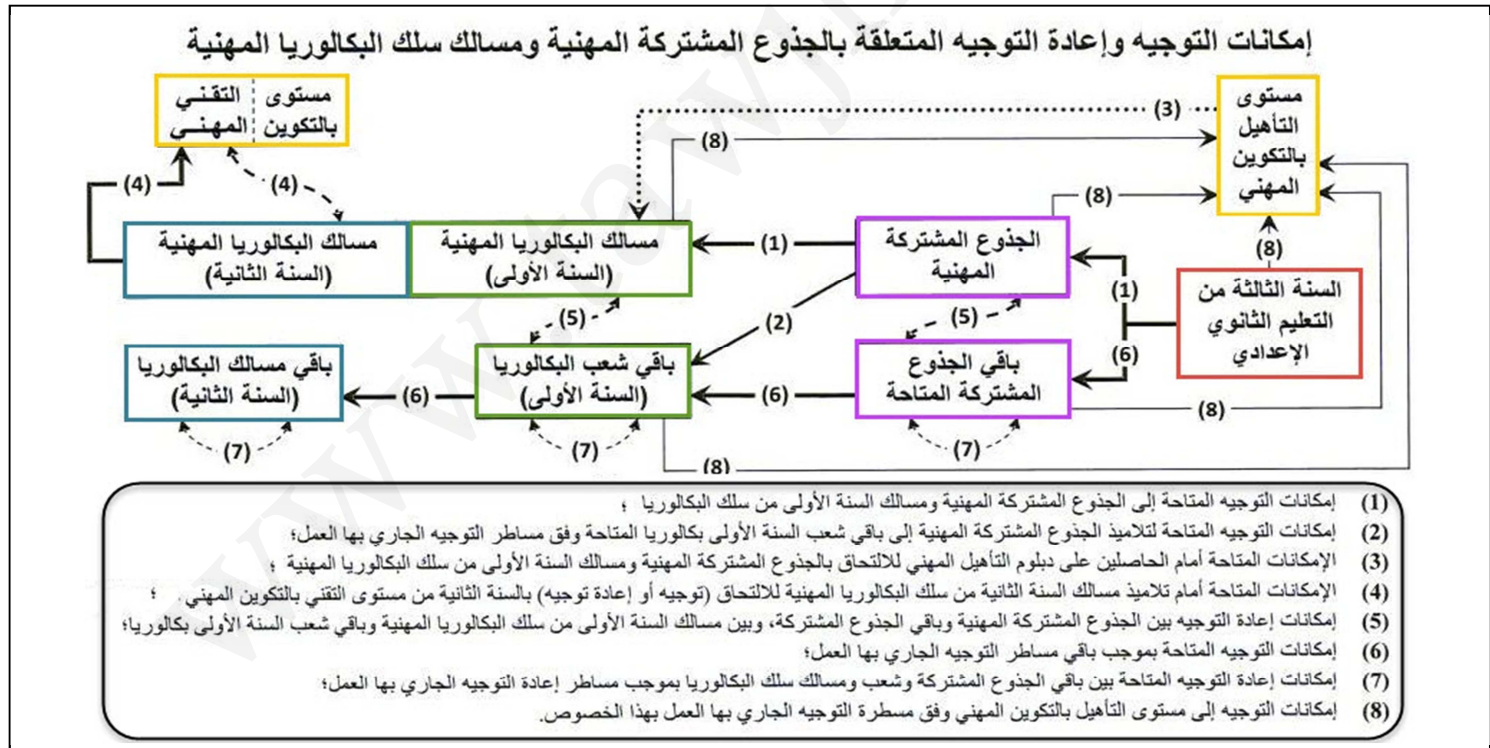 إمكانات التوجيه وإعادة التوجيه المتعلقة بالجذوع المشتركة المهنية ومسالك سلك البكالوريا المهنية
مستوى
التأهيل
بالتكوين
المهني
(3)
مستوى التقني
بالتكوين المهني
(8)
(4)
(4)
(8)
(8)
الجذوع المشتركة
المهنية
(1)
مسالك البكالوريا المهنية
(السنة الأولى)
مسالك البكالوريا المهنية
(السنة الثانية)
السنة الثالثة من
التعليم الثانوي
الإعدادي
(1)
(6)
(5)
(2)
(5)
باقي الجذوع
المشتركة المتاحة
(6)
باقي شعب البكالوريا
(السنة الأولى)
(6)
باقي مسالك البكالوريا
(السنة الثانية)
(8)
(7)
(7)
(7)
(8)
(1) إمكانات التوجيه المتاحة إلى الجذوع المشتركة المهنية ومسالك السنة الأولى من سلك البكالوريا ؛
(2) إمكانات التوجيه المتاحة لتلاميذ الجذوع المشتركة المهنية إلى باقي شعب السنة الأولى بكالوريا المتاحة وفق مساطر التوجيه الجاري بها العمل؛
(3) الإمكانات المتاحة أمام الحاصلين على دبلوم التأهيل المهني للالتحاق بالجذوع المشتركة المهنية ومسالك السنة الأولى من سلك البكالوريا المهنية ؛
(4) الإمكانات المتاحة أمام تلاميذ مسالك السنة الثانية من سلك البكالوريا المهنية للالتحاق (توجيه أو إعادة توجيه) بالسنة الثانية من مستوى التقني بالتكوين المهني. ؛
(5) إمكانات إعادة التوجيه بين الجذوع المشتركة المهنية وباقي الجذوع المشتركة، وبين مسالك السنة الأولى من سلك البكالوريا المهنية وباقي شعب السنة الأولى بكالوريا؛
(6) إمكانات التوجيه المتاحة بموجب باقي مساطر التوجيه الجاري بها العمل؛
(7) إمكانات إعادة التوجيه المتاحة بين باقي الجذوع المشتركة وشعب ومسالك سلك البكالوريا بموجب مساطر إعادة التوجيه الجاري بها العمل؛
(8) إمكانات التوجيه إلى مستوى التأهيل بالتكوين المهني وفق مسطرة التوجيه الجاري بها العمل بهذا الخصوص.